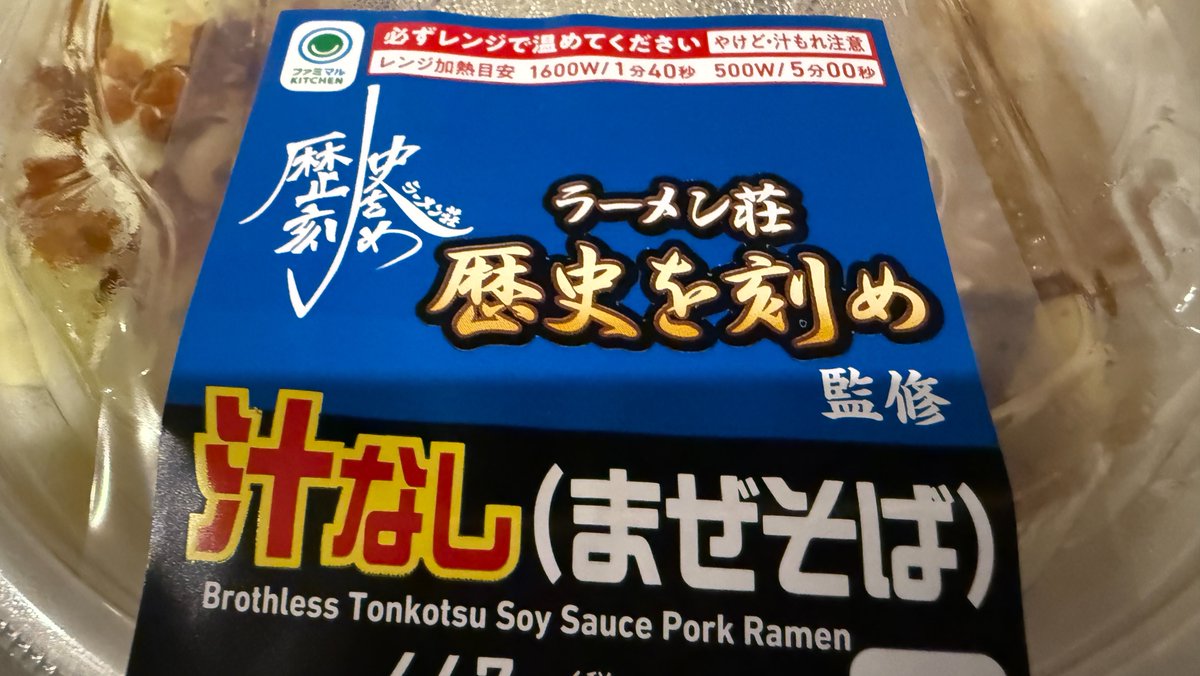 ファミマル
KITCHEN
必ずレンジで温めてください やけど・汁もれ注意
レンジ加熱目安 1600W/1分40秒 500W/5分00秒
歴史を刻め
ラーメン荘
ラーメン荘
歴史を刻め
監修
汁なし(まぜそば)
Brothless Tonkotsu Soy Sauce Pork Ramen